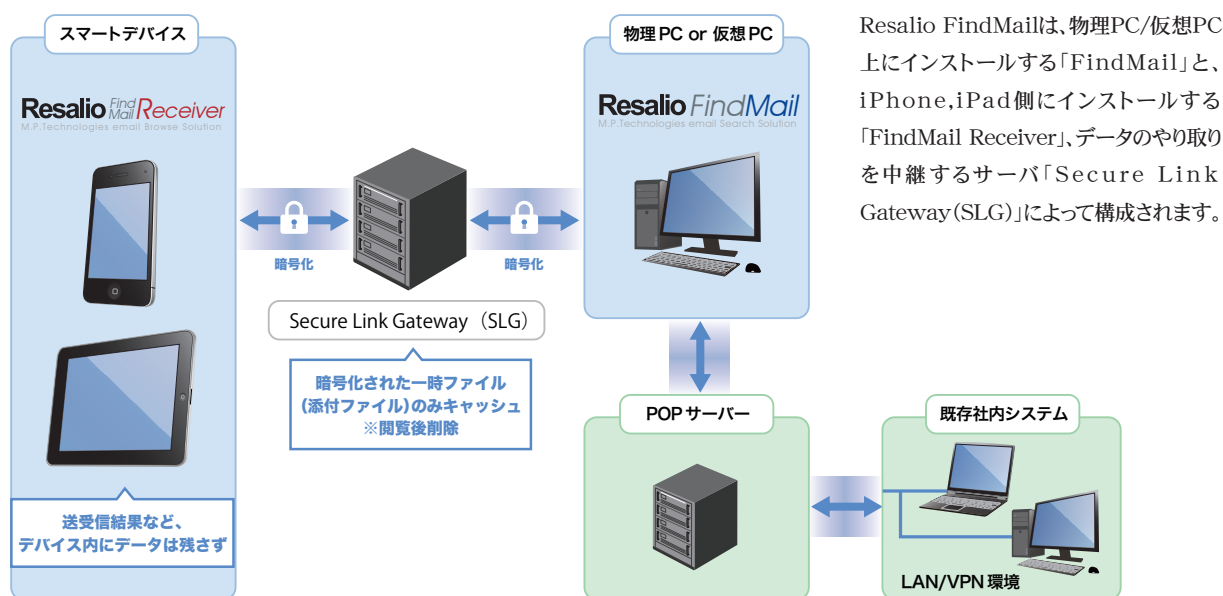 スマートデバイス
Resalio Find Mail Receiver
M.P.Technologies email Browse Solution
送受信結果など、
デバイス内にデータは残さず
暗号化
Secure Link Gateway（SLG）
暗号化された一時ファイル
（添付ファイル）のみキャッシュ
※閲覧後削除
暗号化
物理PC or 仮想PC
Resalio FindMail
M.P.Technologies email Search Solution
POPサーバー
既存社内システム
LAN/VPN環境
Resalio FindMailは、物理PC/仮想PC
上にインストールする「FindMail」と、
iPhone,iPad側にインストールする
「FindMail Receiver」、データのやり取り
を中継するサーバ「Secure Link
Gateway(SLG)」によって構成されます。